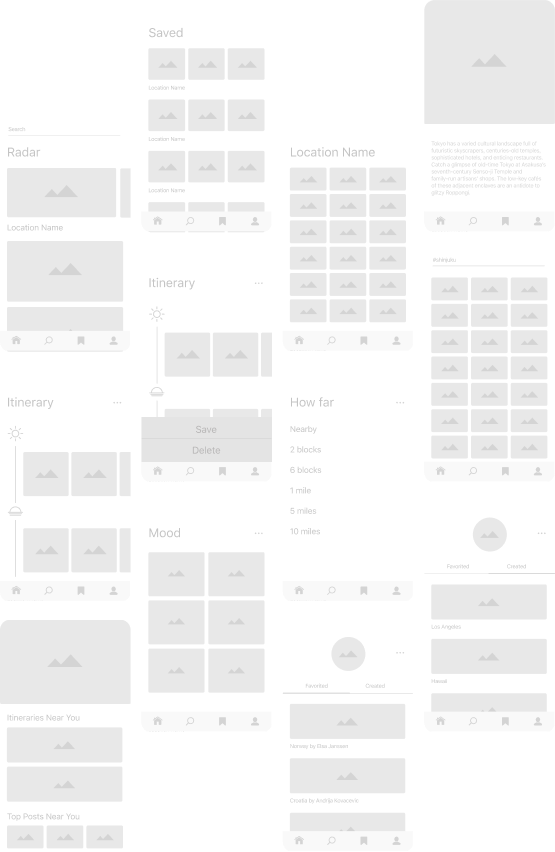 Search
Radar
Location Name
Itinerary
Itineraries Near You
Top Posts Near You
Saved
Location Name
Location Name
Location Name
Itinerary
Save
Delete
Mood
Location Name
How far
Nearby
2 blocks
6 blocks
1 mile
5 miles
10 miles
Favorited
Created
Norway by Elsa Janssen
Croatia by Andrija Kovacevic
Tokyo has a varied cultural landscape full of
futuristic skyscrapers, centuries-old temples,
sophisticated hotels, and enticing restaurants.
Catch a glimpse of old-time Tokyo at
seventh-century Senso-ji Temple and
family-run artisans' shops. The low-key cafés
of these adjacent enclaves are an antidote to
glitzy
Favorited
Created
Los Angeles
Hawaii